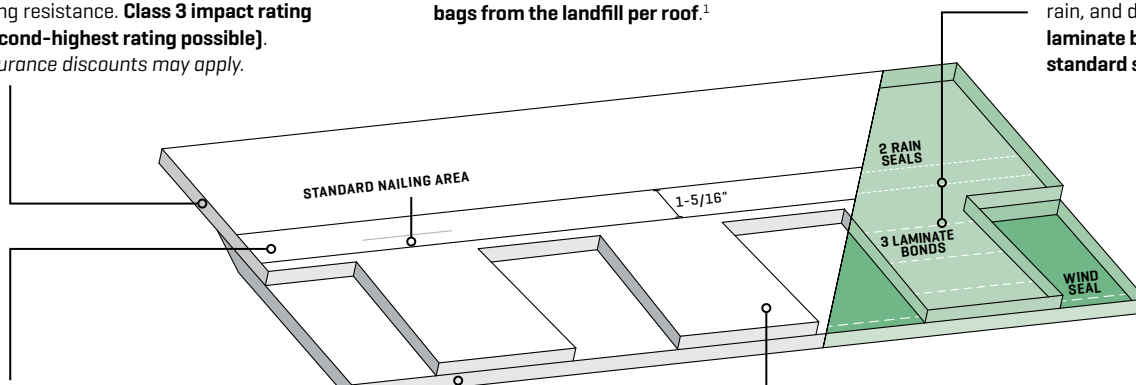 ng resistance. Class 3 impact rating
cond-highest rating possible).
urance discounts may apply.
bags from the landfill per roof.¹
rain, and d
laminate b
standard s
STANDARD NAILING AREA
1-5/16"
2 RAIN
SEALS
3 LAMINATE
BONDS
WIND
SEAL